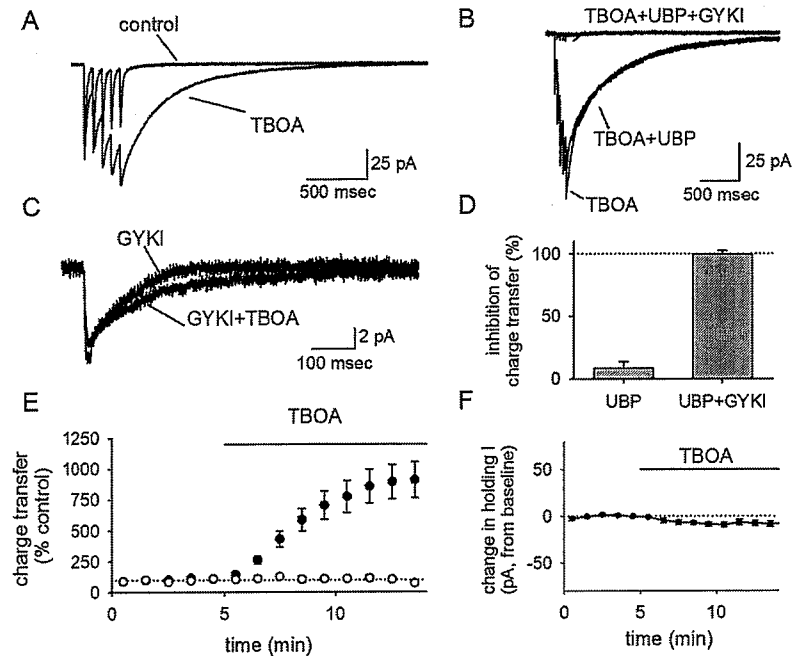 A
control
TBOA
25 pA
500 msec
B
TBOA+UBP+GYKI
TBOA+UBP
TBOA
25 pA
500 msec
C
GYKI
GYKI+TBOA
2 pA
100 msec
D
inhibition of
charge transfer (%)
100
50
0
UBP
UBP+GYKI
E
TBOA
charge transfer
(% control)
1250
1000
750
500
250
0
0
5
10
time (min)
F
TBOA
change in holding I
(pA, from baseline)
50
0
-50
0
5
10
time (min)